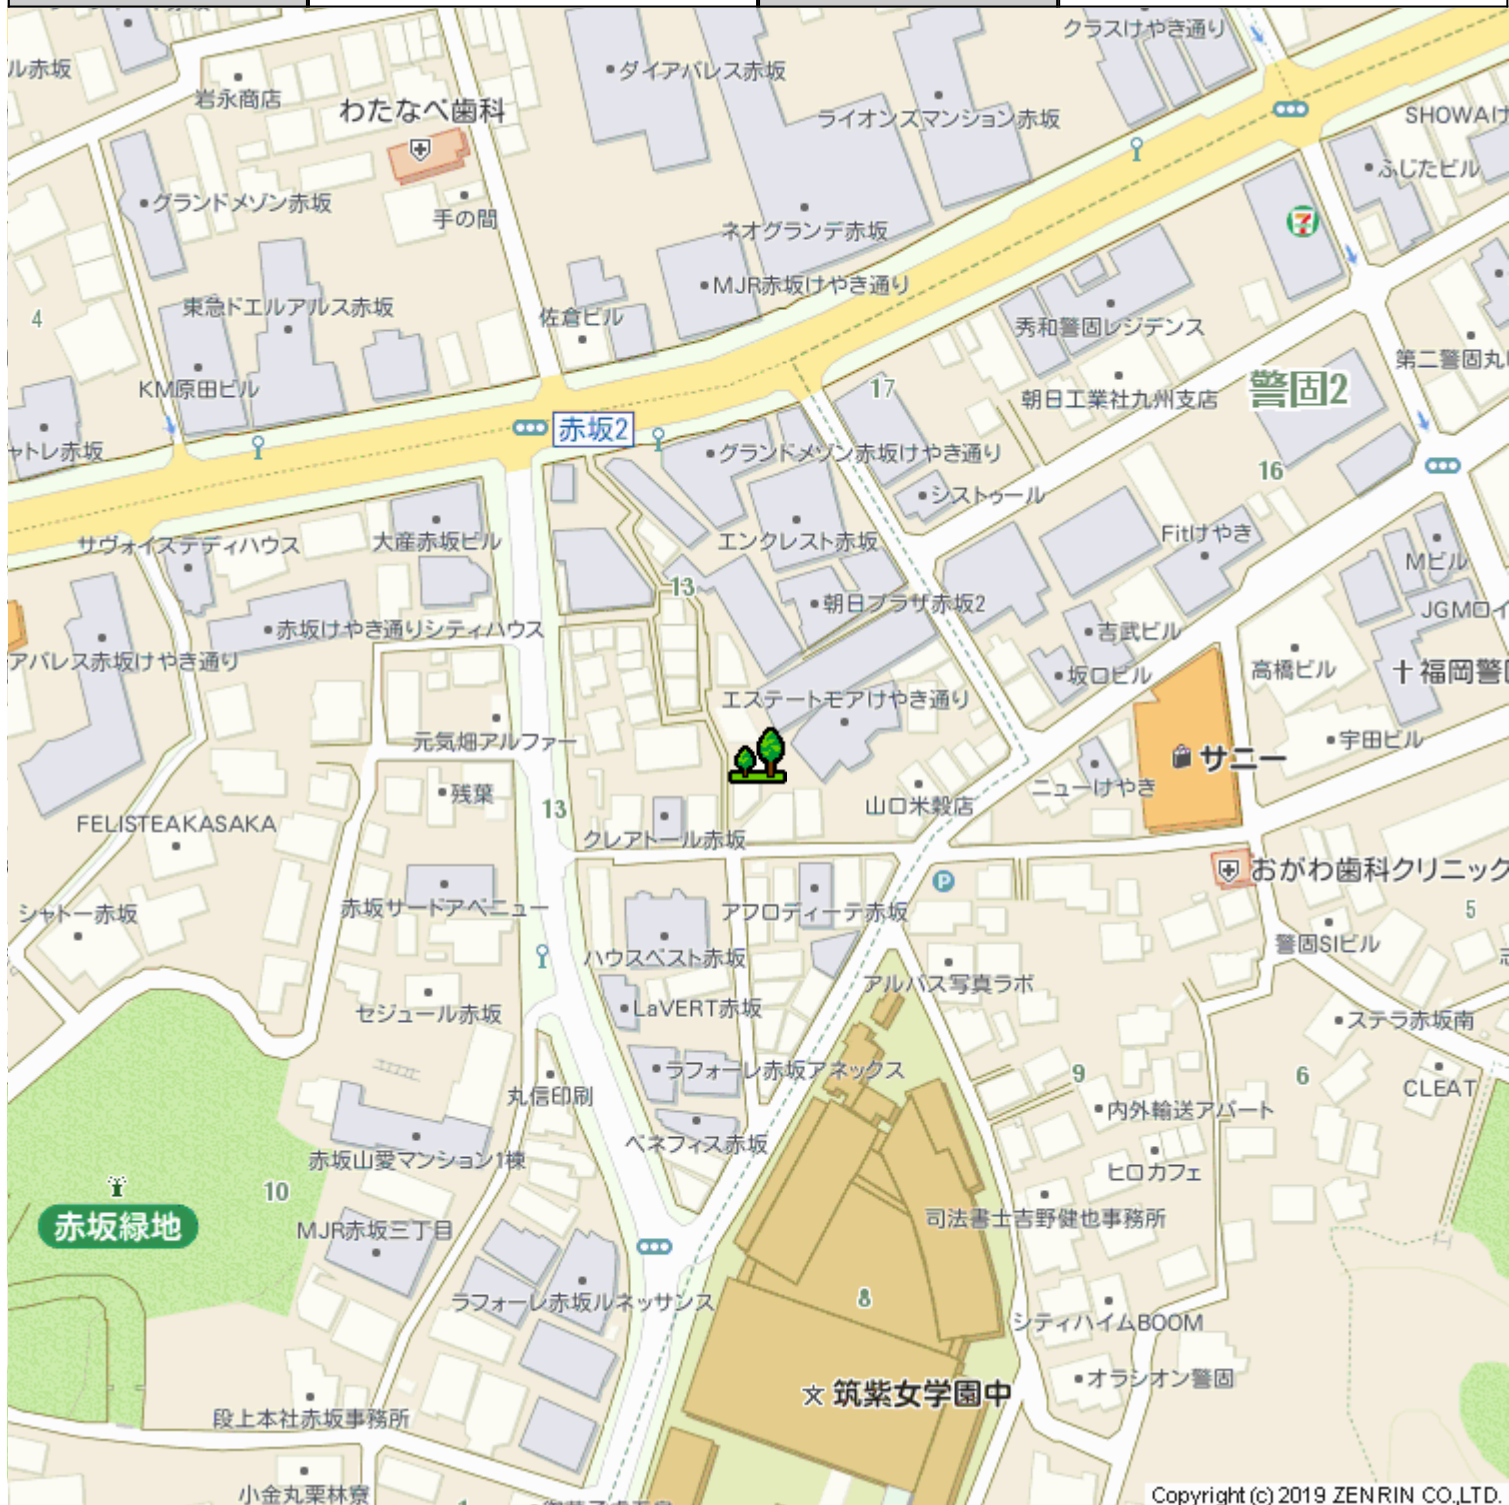 クラスけやき通り
ル赤坂
ダイアパレス赤坂
岩永商店
わたなべ歯科
ライオンズマンション赤坂
SHOWAけ
ふじたビル
グランドメゾン赤坂
手の間
ネオグランデ赤坂
MJR赤坂けやき通り
4
東急ドエルアルス赤坂
佐倉ビル
秀和警固レジデンス
第二警固丸
KM原田ビル
17
朝日工業社九州支店
警固2
赤坂2
ャトレ赤坂
グランドメゾン赤坂けやき通り
16
シストゥール
サヴォイステディハウス
大産赤坂ビル
エンクレスト赤坂
Fitけやき
Mビル
13
朝日プラザ赤坂2
JGMロイ
赤坂けやき通りシティハウス
吉武ビル
アパレス赤坂けやき通り
坂口ビル
高橋ビル
福岡警
エステートモアけやき通り
元気畑アルファー
宇田ビル
サニー
残葉
ニューけやき
13
山口米穀店
FELISTEAKASAKA
クレアトール赤坂
P
おがわ歯科クリニック
シャトー赤坂
赤坂サードアベニュー
アフロディーテ赤坂
5
警固SIビル
ハウスベスト赤坂
アルバス写真ラボ
セジュール赤坂
LaVERT赤坂
ステラ赤坂南
ラフォーレ赤坂アネックス
9
6
CLEAT
丸信印刷
内外輸送アパート
ベネフィス赤坂
赤坂山愛マンション1棟
ヒロカフェ
10
赤坂緑地
MJR赤坂三丁目
司法書士吉野健也事務所
ラフォーレ赤坂ルネッサンス
8
シティハイムBOOM
オラシオン警固
筑紫女学園中
段上本社赤坂事務所
小金丸栗林寮
Copyright (c) 2019 ZENRIN CO.,LTD.